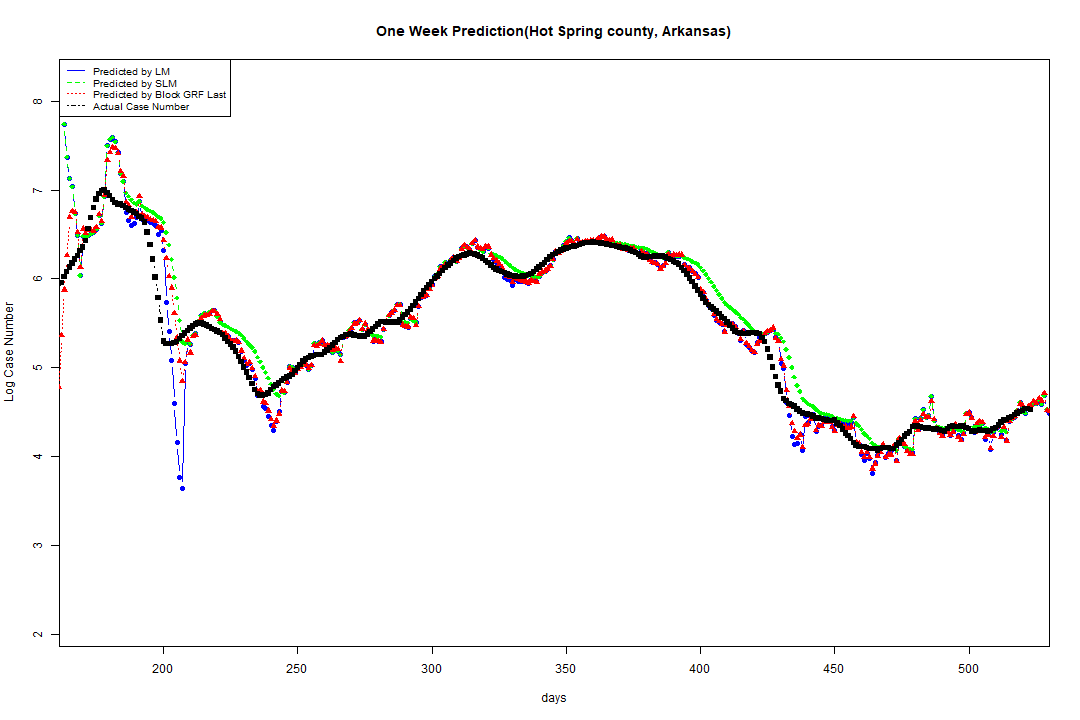 One Week Prediction(Hot Spring county, Arkansas)
Predicted by LM
Predicted by SLM
Predicted by Block GRF Last
Actual Case Number
Log Case Number
8
7
6
5
4
3
2
200 250 300 350 400 450 500
days